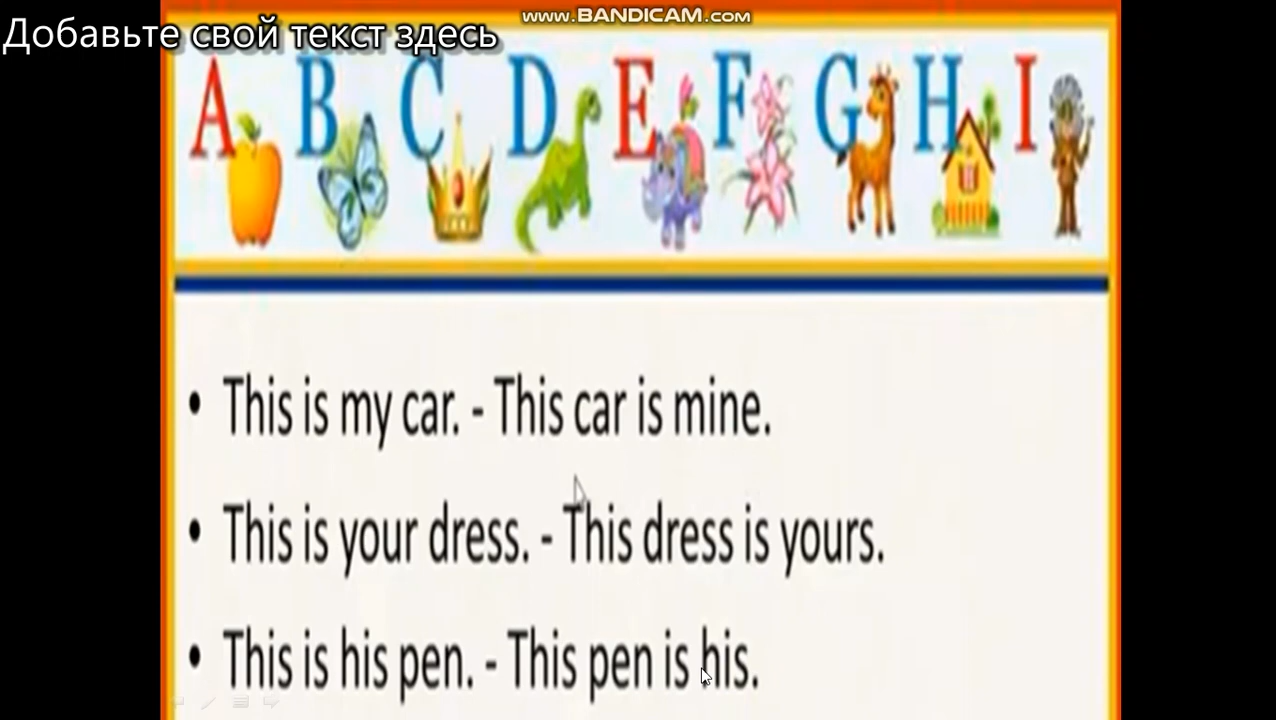 www.BANDICAM.com
Добавьте свой текст здесь
A B C D E F G H I
• This is my car. - This car is mine.
• This is your dress. - This dress is yours.
• This is his pen. - This pen is his.